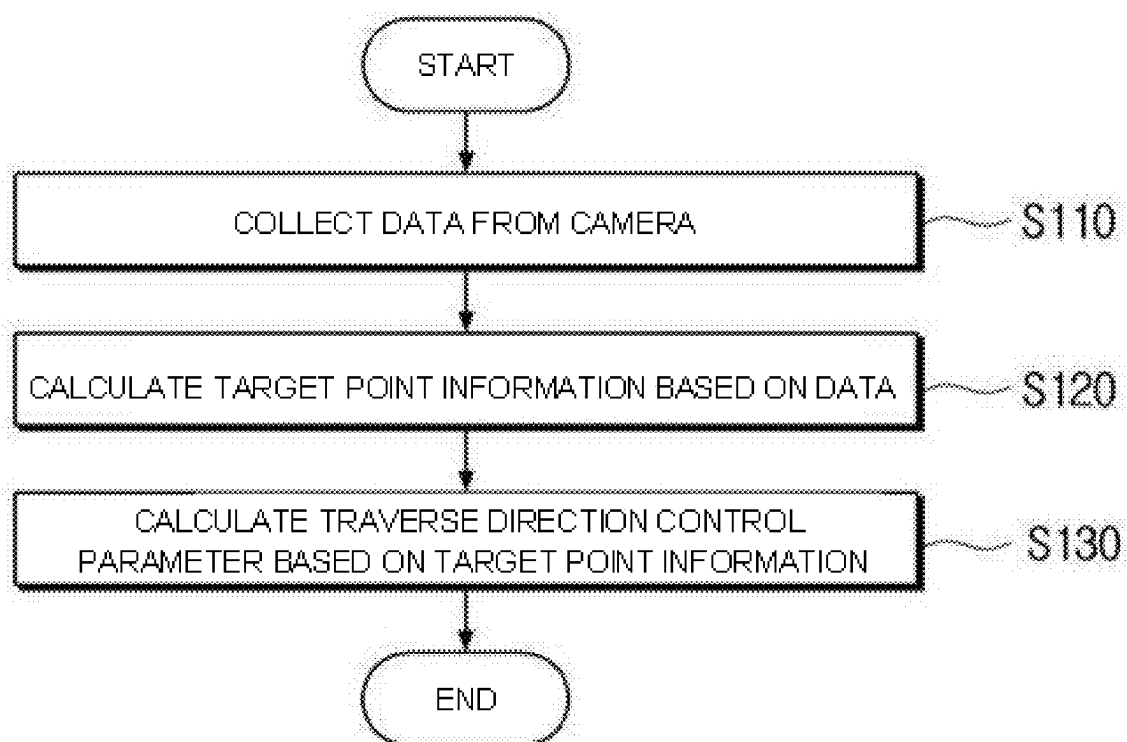 START
COLLECT DATA FROM CAMERA
S110
CALCULATE TARGET POINT INFORMATION BASED ON DATA
S120
CALCULATE TRAVERSE DIRECTION CONTROL
PARAMETER BASED ON TARGET POINT INFORMATION
S130
END